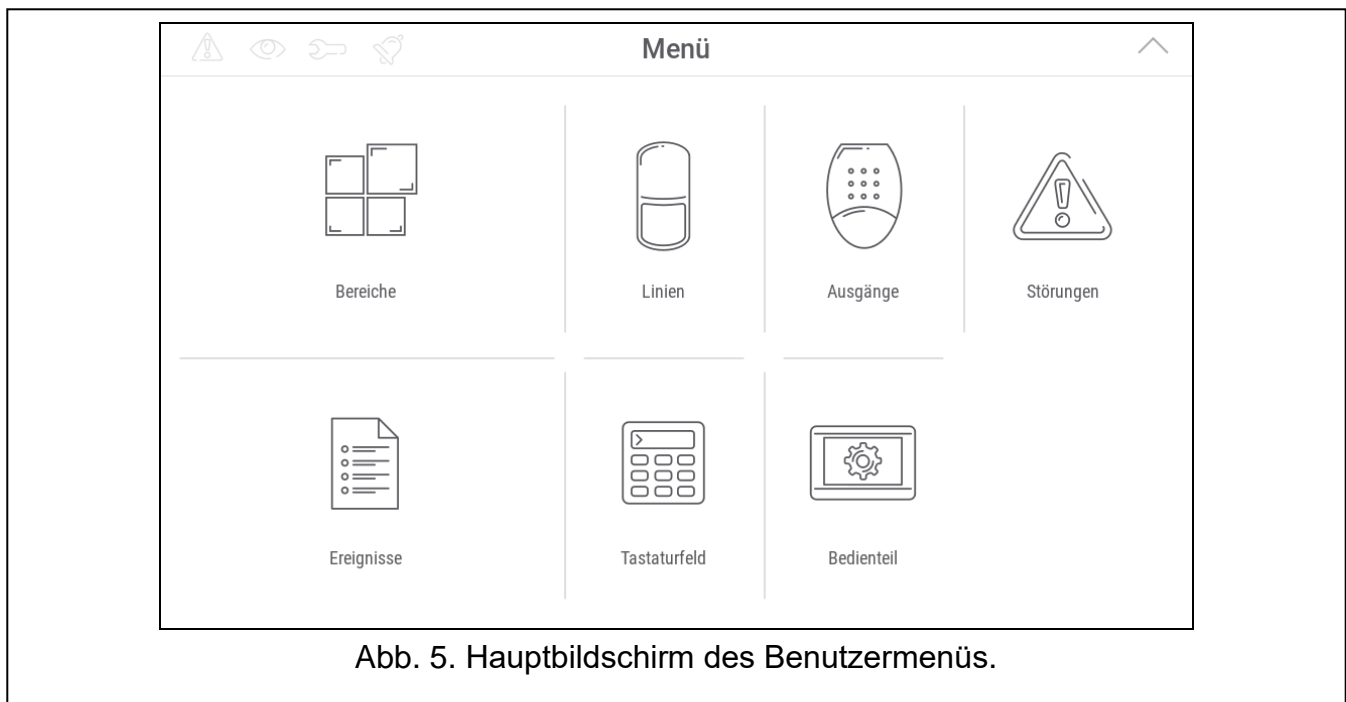 Menü
Bereiche
Linien
Ausgänge
Störungen
Ereignisse
Tastaturfeld
Bedienteil
Abb. 5. Hauptbildschirm des Benutzermenüs.